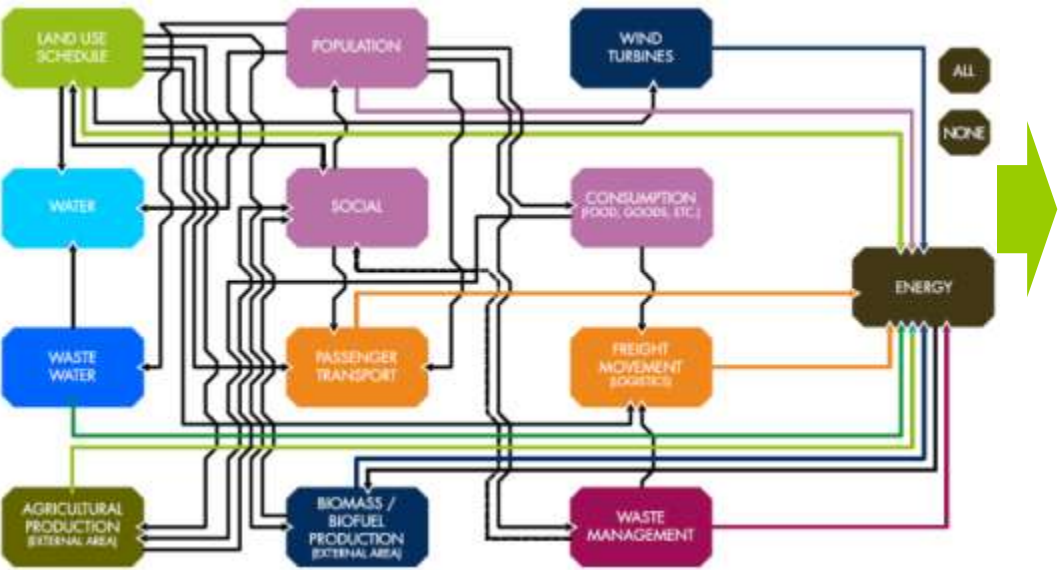 LAND USE
SCHEDULE
POPULATION
WIND
TURBINES
ALL
NONE
WATER
SOCIAL
CONSUMPTION
(FOOD, GOODS, ETC.)
ENERGY
WASTE
WATER
PASSENGER
TRANSPORT
FREIGHT
MOVEMENT
(LOGISTICS)
AGRICULTURAL
PRODUCTION
(EXTERNAL AREA)
BIOMASS /
BIOFUEL
PRODUCTION
(EXTERNAL AREA)
WASTE
MANAGEMENT